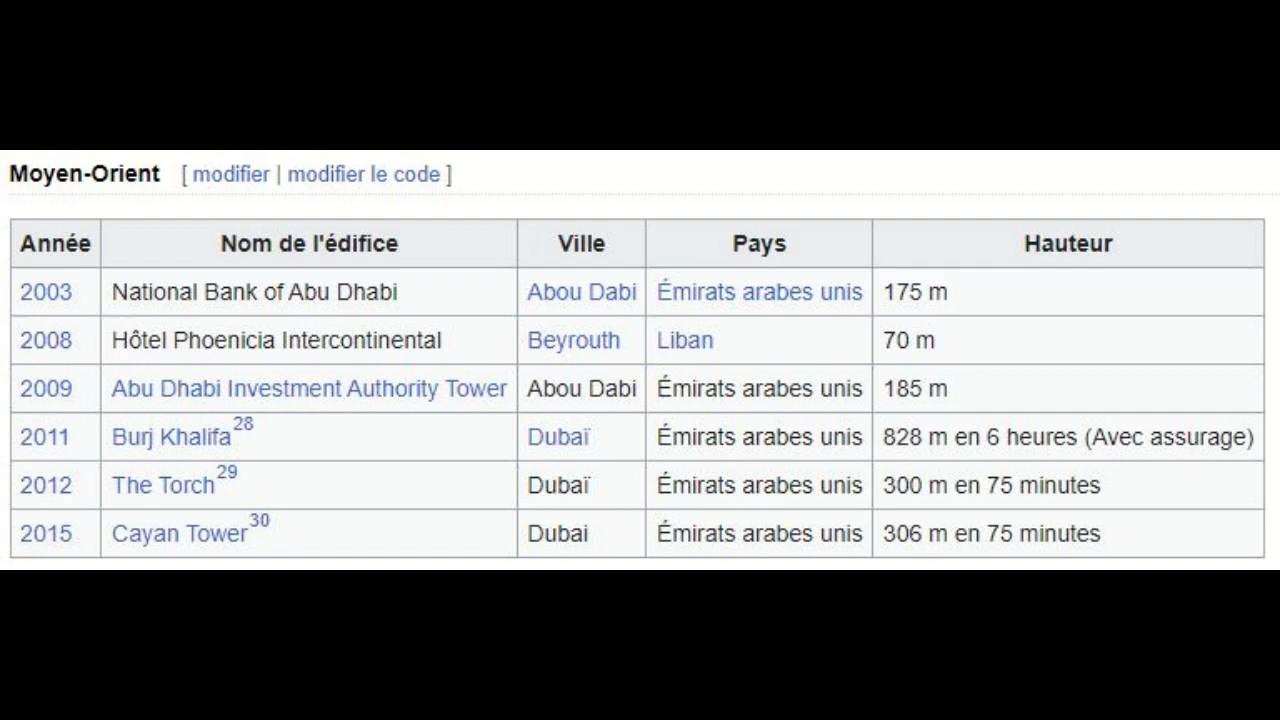 Moyen-Orient [ modifier | modifier le code ]
Année Nom de l'édifice Ville Pays Hauteur
2003 National Bank of Abu Dhabi Abou Dabi Émirats arabes unis 175 m
2008 Hôtel Phoenicia Intercontinental Beyrouth Liban 70 m
2009 Abu Dhabi Investment Authority Tower Abou Dabi Émirats arabes unis 185 m
2011 Burj Khalifa28 Dubaï Émirats arabes unis 828 m en 6 heures (Avec assurage)
2012 The Torch29 Dubaï Émirats arabes unis 300 m en 75 minutes
2015 Cayan Tower30 Dubai Émirats arabes unis 306 m en 75 minutes